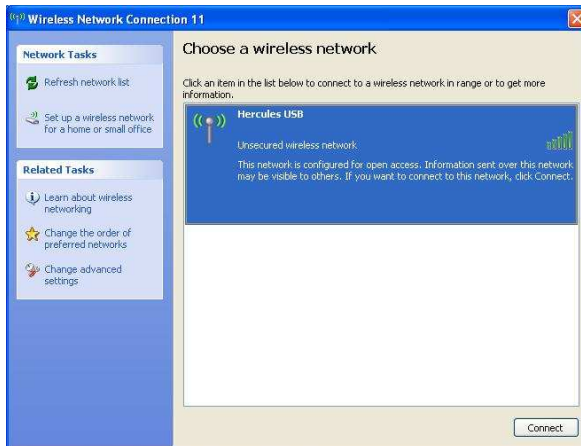 Wireless Network Connection 11
Network Tasks
Refresh network list
Set up a wireless network
for a home or small office
Related Tasks
Learn about wireless
networking
Change the order of
preferred networks
Change advanced
settings
Choose a wireless network
Click an item in the list below to connect to a wireless network in range or to get more
information.
Hercules USB
Unsecured wireless network
This network is configured for open access. Information sent over this network
may be visible to others. If you want to connect to this network, click Connect.
Connect